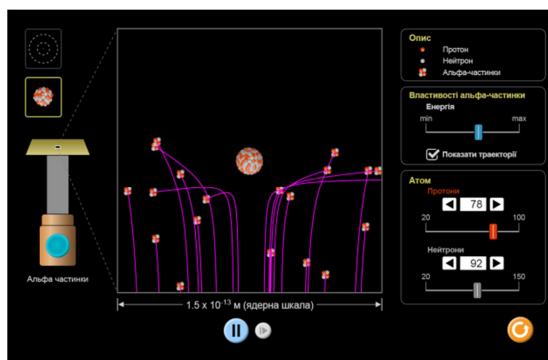 Опис
Протон
Нейтрон
Альфа-частинки
Властивості альфа-частинки
Енергія
min max
Показати траекторії
Атом
Протони
78
20 100
Нейтрони
92
20 150
Альфа частинки
1.5 x 10⁻¹³ м (ядерна шкала)